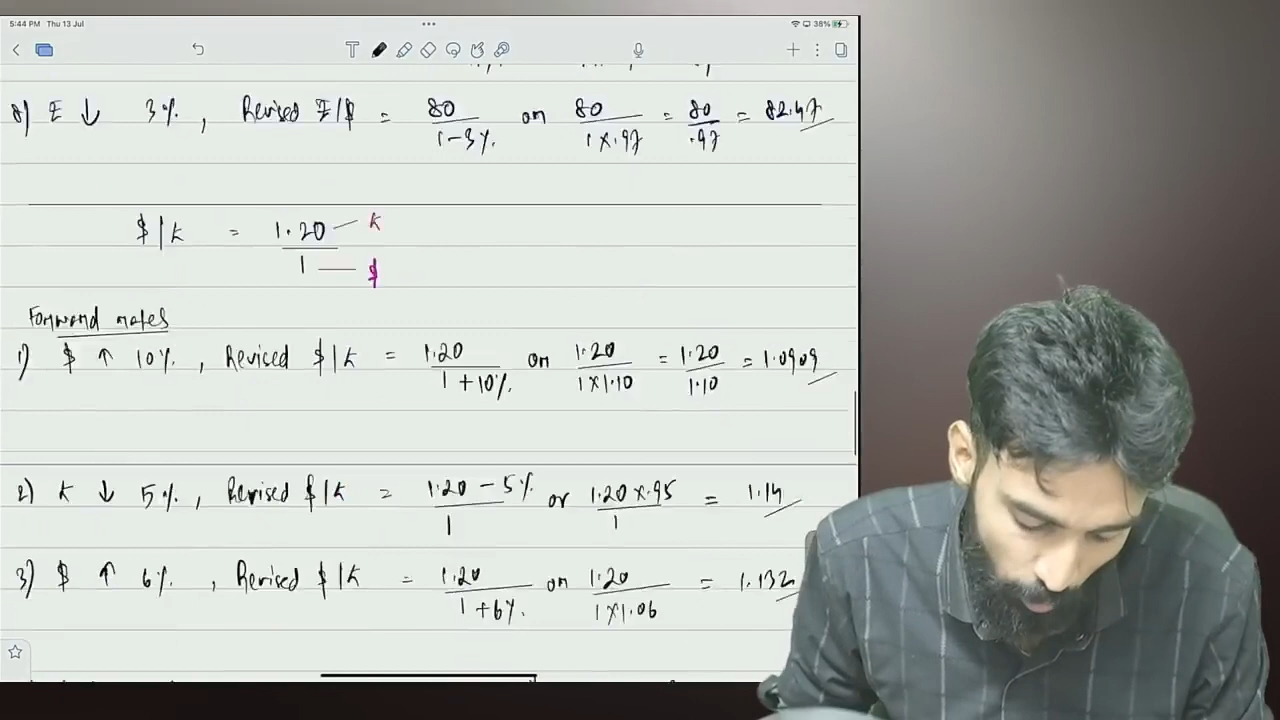 5:44 PM Thu 13 Jul
38%
8) ₤ ↓ 3%, Revised ₤/$ = 80 / 1-3% or 80 / 1×.97 = 80 / .97 = 82.47
$/₤ = 1.20 — ₤ / 1 — $
Forward rates
1) $ ↑ 10%, Revised $/₤ = 1.20 / 1+10% or 1.20 / 1×1.10 = 1.20 / 1.10 = 1.0909
2) ₤ ↓ 5%, Revised $/₤ = 1.20-5% / 1 or 1.20×.95 / 1 = 1.14
3) $ ↑ 6%, Revised $/₤ = 1.20 / 1+6% or 1.20 / 1×1.06 = 1.132